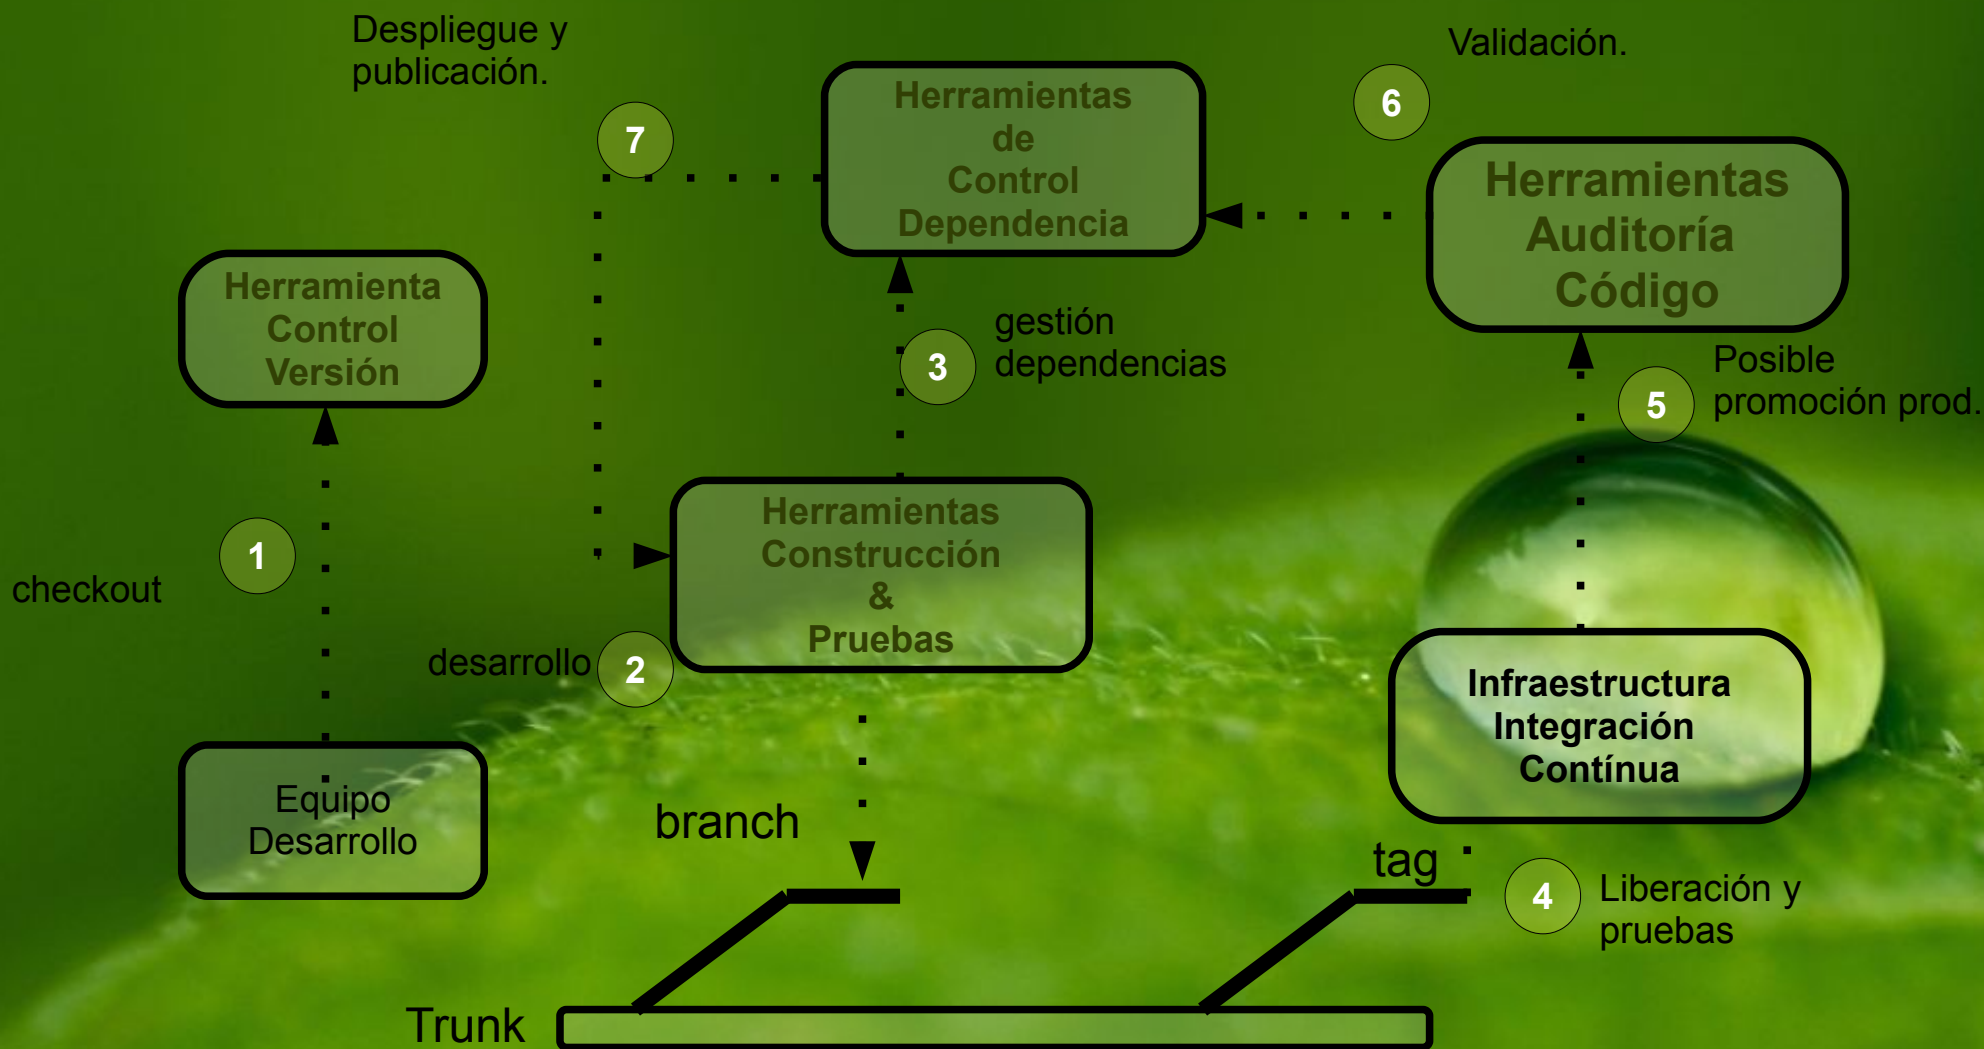 Despliegue y
publicación.
Validación.
7
Herramientas
de
Control
Dependencia
6
Herramientas
Auditoría
Código
Herramienta
Control
Versión
3
gestión
dependencias
5
Posible
promoción prod.
1
checkout
Herramientas
Construcción
&
Pruebas
desarrollo
2
Infraestructura
Integración
Contínua
Equipo
Desarrollo
branch
tag
4
Liberación y
pruebas
Trunk